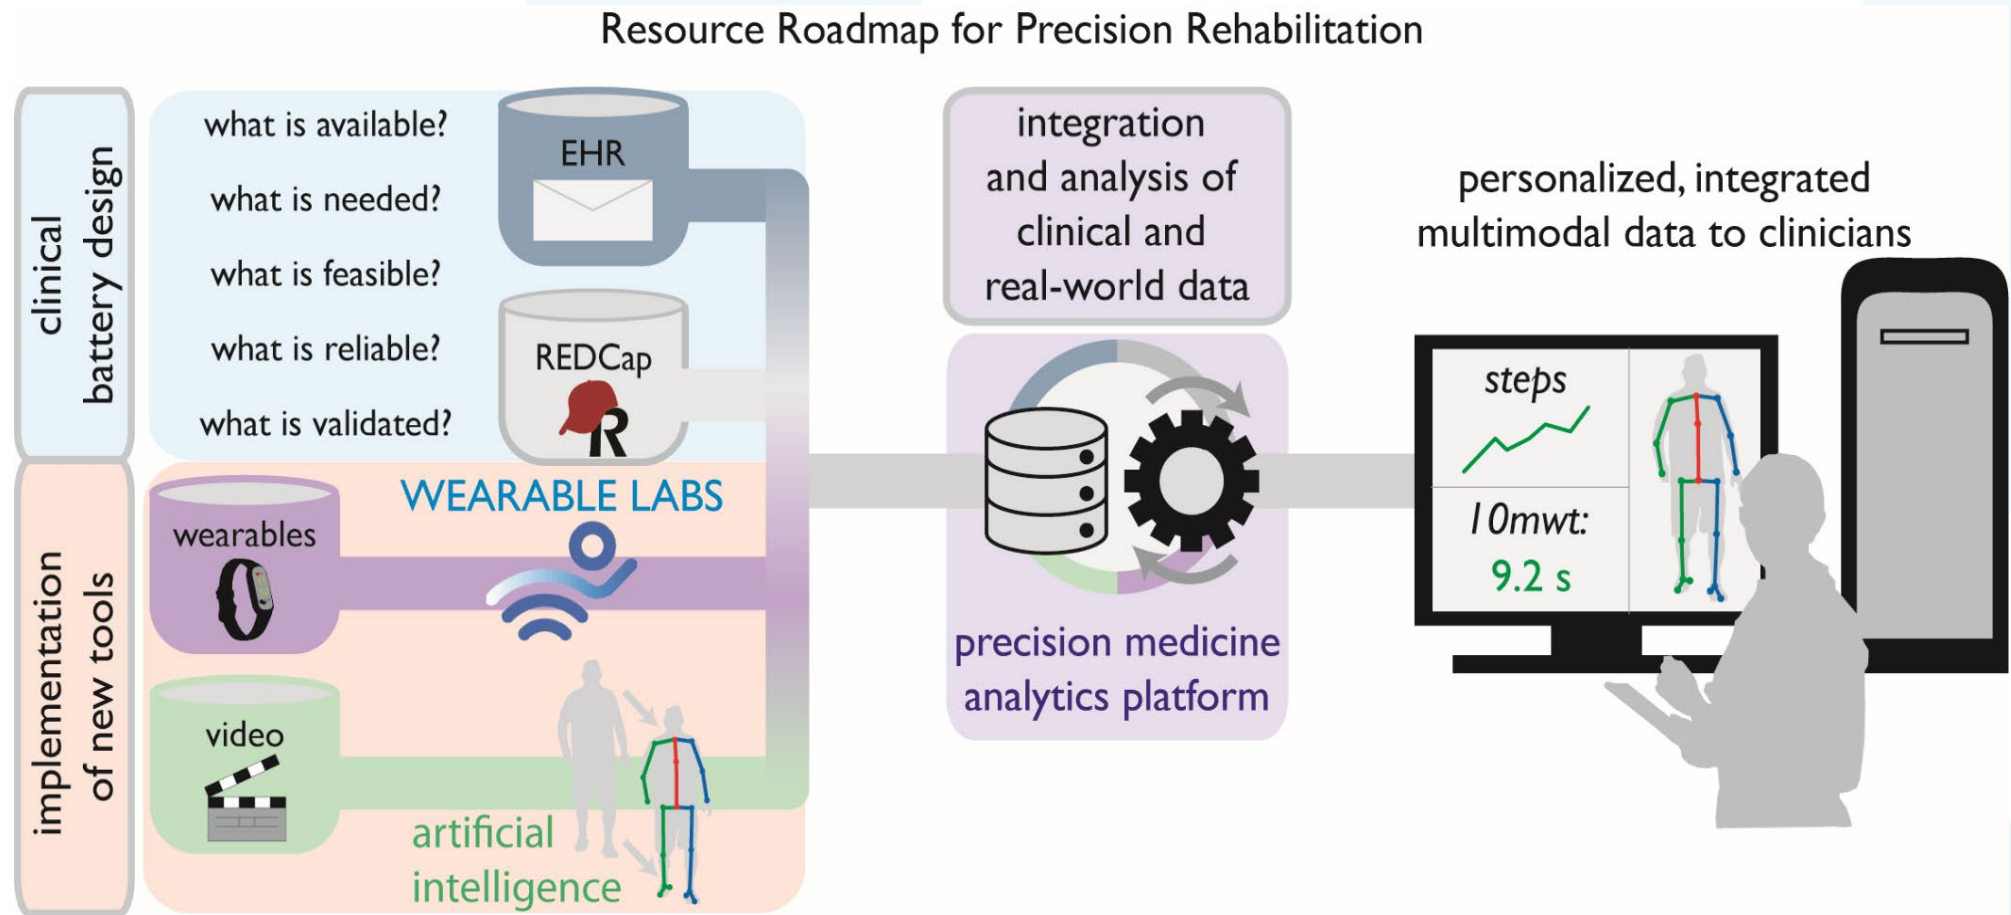 Resource Roadmap for Precision Rehabilitation
clinical
battery design
what is available?
what is needed?
what is feasible?
what is reliable?
what is validated?
EHR
REDCap
R
implementation
of new tools
wearables
WEARABLE LABS
video
artificial
intelligence
integration
and analysis of
clinical and
real-world data
precision medicine
analytics platform
personalized, integrated
multimodal data to clinicians
steps
10mwt:
9.2 s